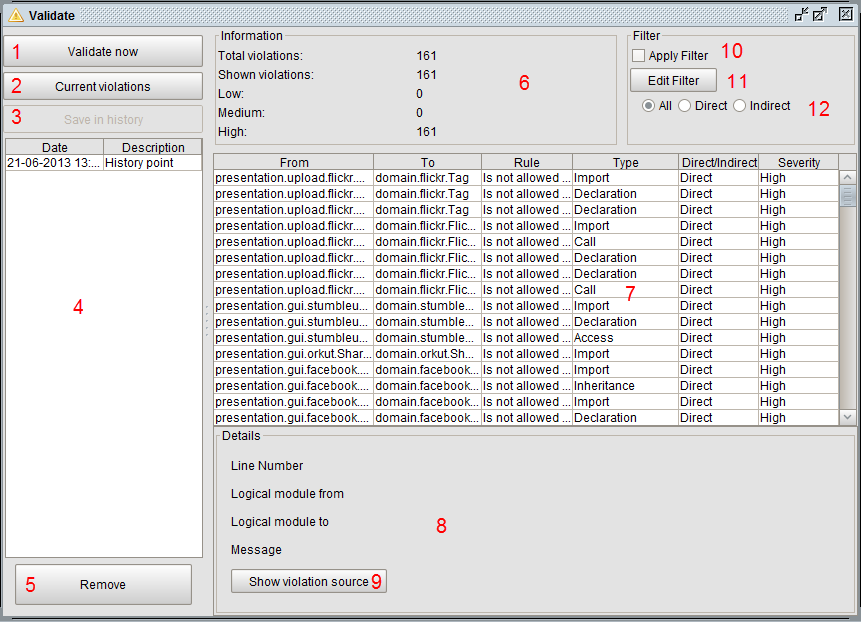 Validate
1 Validate now
2 Current violations
3 Save in history
Date Description
21-06-2013 13:... History point
4
5 Remove
Information
Total violations: 161
Shown violations: 161
Low: 0
Medium: 0
High: 161
6
Filter
Apply Filter 10
Edit Filter 11
All Direct Indirect 12
From To Rule Type Direct/Indirect Severity
presentation.upload.flickr.... domain.flickr.Tag Is not allowed ... Import Direct High
presentation.upload.flickr.... domain.flickr.Tag Is not allowed ... Declaration Direct High
presentation.upload.flickr.... domain.flickr.Tag Is not allowed ... Declaration Direct High
presentation.upload.flickr.... domain.flickr.Flic... Is not allowed ... Import Direct High
presentation.upload.flickr.... domain.flickr.Flic... Is not allowed ... Call Direct High
presentation.upload.flickr.... domain.flickr.Flic... Is not allowed ... Declaration Direct High
presentation.upload.flickr.... domain.flickr.Flic... Is not allowed ... Declaration Direct High
presentation.upload.flickr.... domain.flickr.Flic... Is not allowed ... Call Direct High
7
presentation.gui.stumbleu... domain.stumble... Is not allowed ... Import Direct High
presentation.gui.stumbleu... domain.stumble... Is not allowed ... Declaration Direct High
presentation.gui.stumbleu... domain.stumble... Is not allowed ... Access Direct High
presentation.gui.orkut.Shar... domain.orkut.Sh... Is not allowed ... Import Direct High
presentation.gui.facebook.... domain.facebook... Is not allowed ... Import Direct High
presentation.gui.facebook.... domain.facebook... Is not allowed ... Inheritance Direct High
presentation.gui.facebook.... domain.facebook... Is not allowed ... Import Direct High
presentation.gui.facebook.... domain.facebook... Is not allowed ... Declaration Direct High
Details
Line Number
Logical module from
Logical module to
8
Message
Show violation source 9